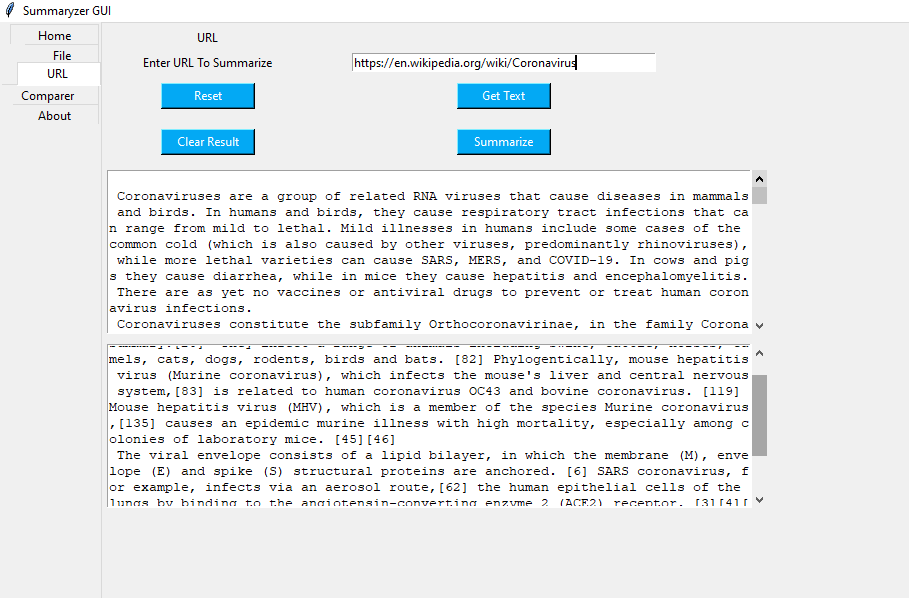 Summaryzer GUI
Home
File
URL
Comparer
About
URL
Enter URL To Summarize
https://en.wikipedia.org/wiki/Coronavirus
Reset
Get Text
Clear Result
Summarize
Coronaviruses are a group of related RNA viruses that cause diseases in mammals
and birds. In humans and birds, they cause respiratory tract infections that ca
n range from mild to lethal. Mild illnesses in humans include some cases of the
common cold (which is also caused by other viruses, predominantly rhinoviruses),
while more lethal varieties can cause SARS, MERS, and COVID-19. In cows and pig
s they cause diarrhea, while in mice they cause hepatitis and encephalomyelitis.
There are as yet no vaccines or antiviral drugs to prevent or treat human coron
avirus infections.
Coronaviruses constitute the subfamily Orthocoronavirinae, in the family Corona
mels, cats, dogs, rodents, birds and bats. [82] Phylogentically, mouse hepatitis
virus (Murine coronavirus), which infects the mouse's liver and central nervous
system,[83] is related to human coronavirus OC43 and bovine coronavirus. [119]
Mouse hepatitis virus (MHV), which is a member of the species Murine coronavirus
,[135] causes an epidemic murine illness with high mortality, especially among c
olonies of laboratory mice. [45][46]
The viral envelope consists of a lipid bilayer, in which the membrane (M), enve
lope (E) and spike (S) structural proteins are anchored. [6] SARS coronavirus, f
or example, infects via an aerosol route,[62] the human epithelial cells of the
lungs by binding to the angiotensin-converting enzyme 2 (ACE2) receptor. [3][4][